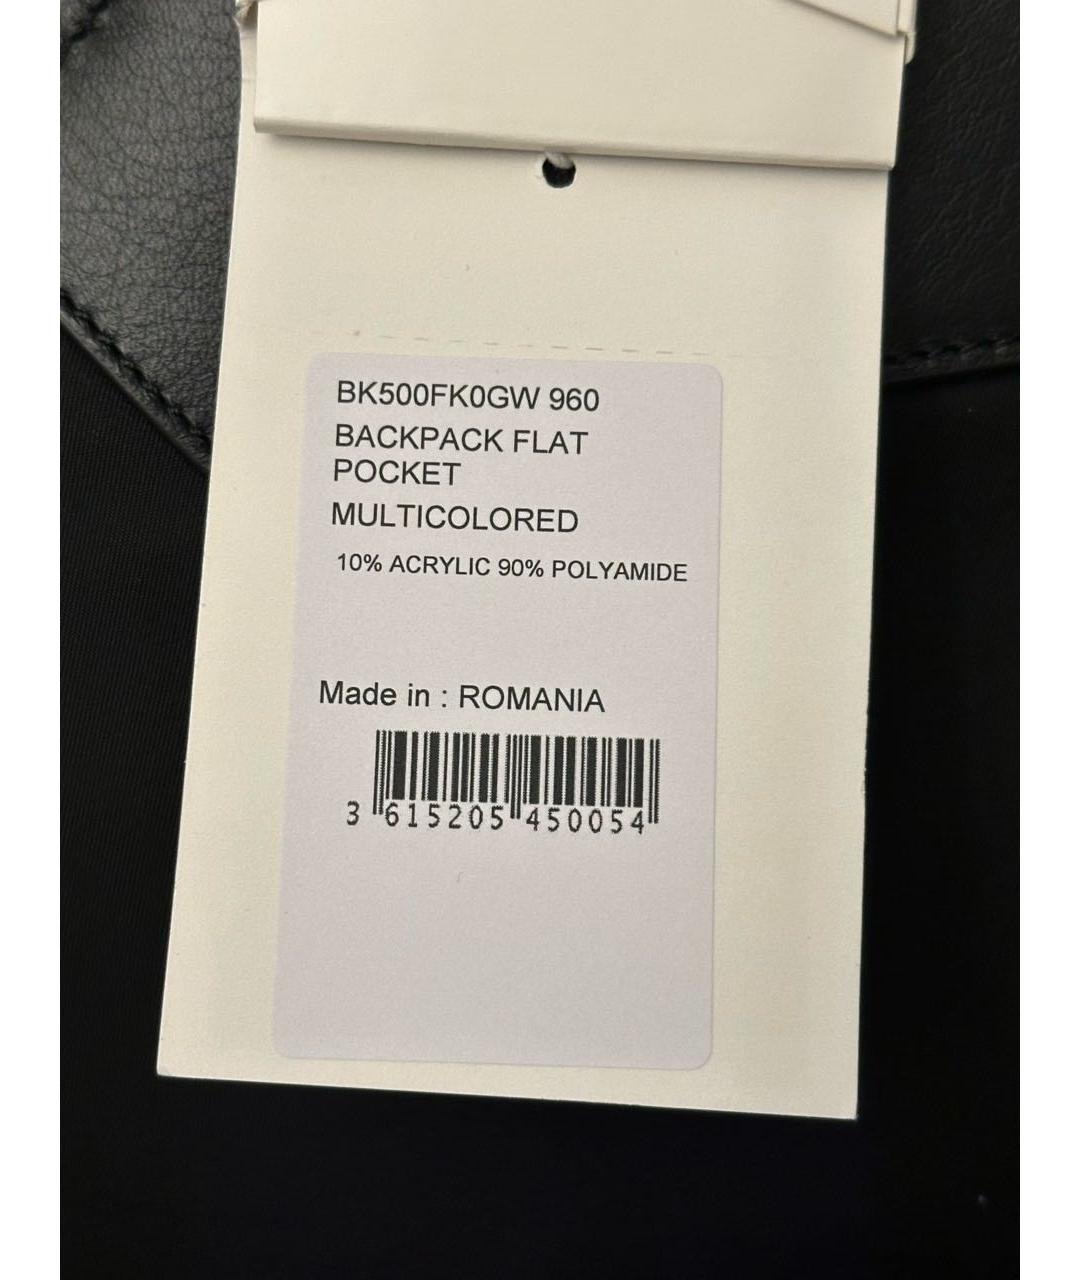 BK500FK0GW 960
BACKPACK FLAT
POCKET
MULTICOLORED
10% ACRYLIC 90% POLYAMIDE
Made in : ROMANIA
3 615205 450054